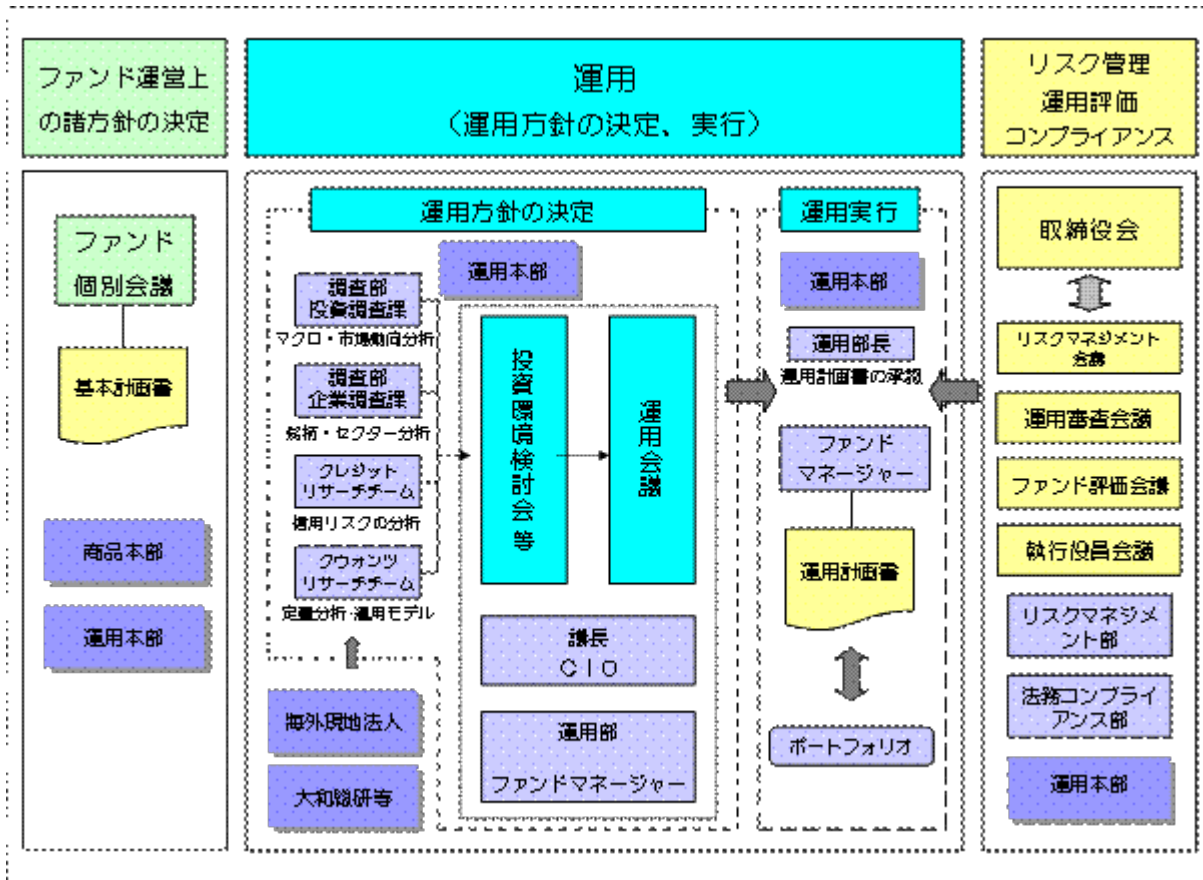 ファンド運営上
の諸方針の決定
ファンド
個別会議
基本計画書
商品本部
運用本部
運用
（運用方針の決定、実行）
運用方針の決定
運用本部
調査部
投資調査課
マクロ・市場動向分析
調査部
企業調査課
銘柄・セクター分析
クレジット
リサーチチーム
信用リスクの分析
クウォンツ
リサーチチーム
定量分析・運用モデル
海外現地法人
大和総研等
投資環境検討会等
運用会議
議長
ＣＩＯ
運用部
ファンドマネージャー
運用実行
運用本部
運用部長
運用計画書の承認
ファンド
マネージャー
運用計画書
ポートフォリオ
リスク管理
運用評価
コンプライアンス
取締役会
リスクマネジメント
会議
運用審査会議
ファンド評価会議
執行役員会議
リスクマネジメ
ント部
法務コンプライ
アンス部
運用本部